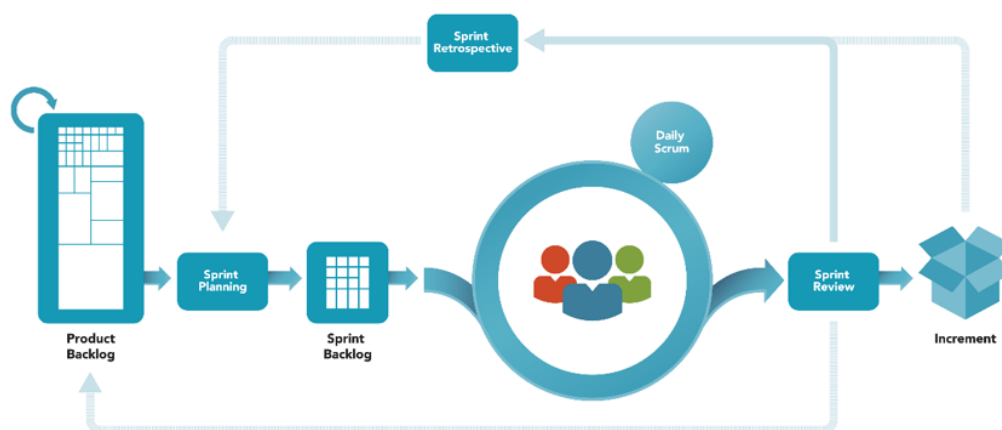 Sprint
Retrospective
Daily
Scrum
Sprint
Planning
Sprint
Review
Product
Backlog
Sprint
Backlog
Increment